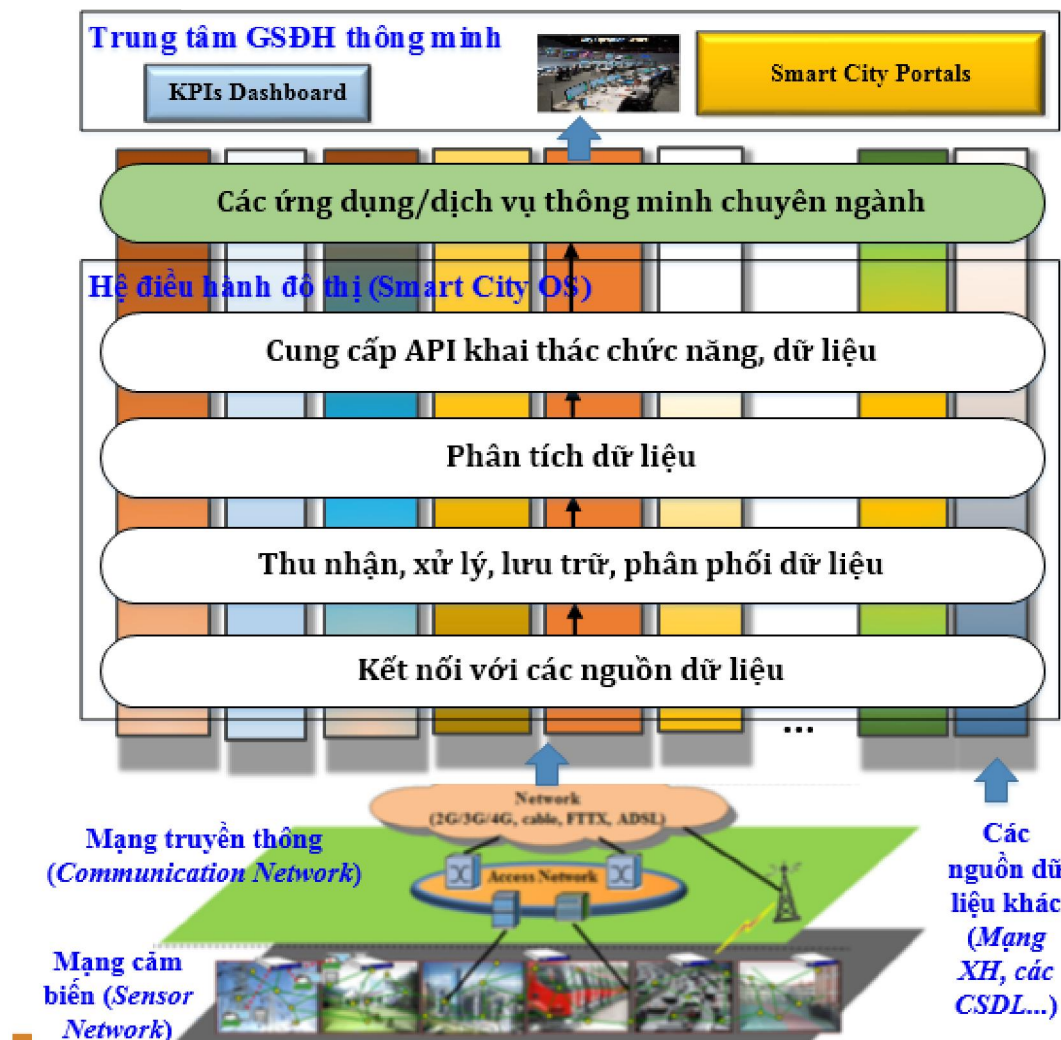 Trung tâm GSĐH thông minh
KPIs Dashboard
Smart City Portals
Các ứng dụng/dịch vụ thông minh chuyên ngành
Hệ điều hành đô thị (Smart City OS)
Cung cấp API khai thác chức năng, dữ liệu
Phân tích dữ liệu
Thu nhận, xử lý, lưu trữ, phân phối dữ liệu
Kết nối với các nguồn dữ liệu
...
Network
(2G/3G/4G, cable, FTTX, ADSL)
Mạng truyền thông
(Communication Network)
Access Network
Các
nguồn dữ
liệu khác
(Mạng
XH, các
CSDL...)
Mạng cảm
biến (Sensor
Network)